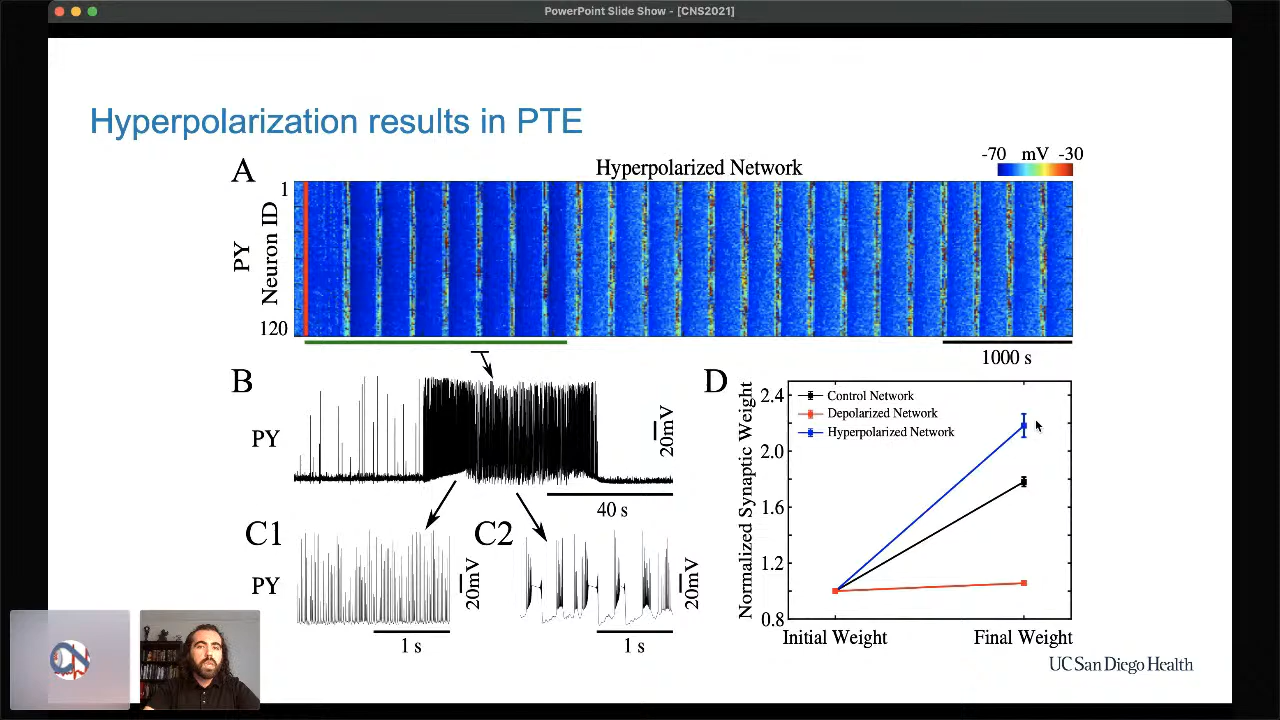 PowerPoint Slide Show - [CNS2021]
Hyperpolarization results in PTE
A
Hyperpolarized Network
-70 mV -30
1
PY
Neuron ID
120
1000 s
B
PY
20mV
40 s
C1
PY
20mV
1 s
C2
20mV
1 s
D
Normalized Synaptic Weight
2.4
2.0
1.6
1.2
0.8
Control Network
Depolarized Network
Hyperpolarized Network
Initial Weight
Final Weight
UC San Diego Health